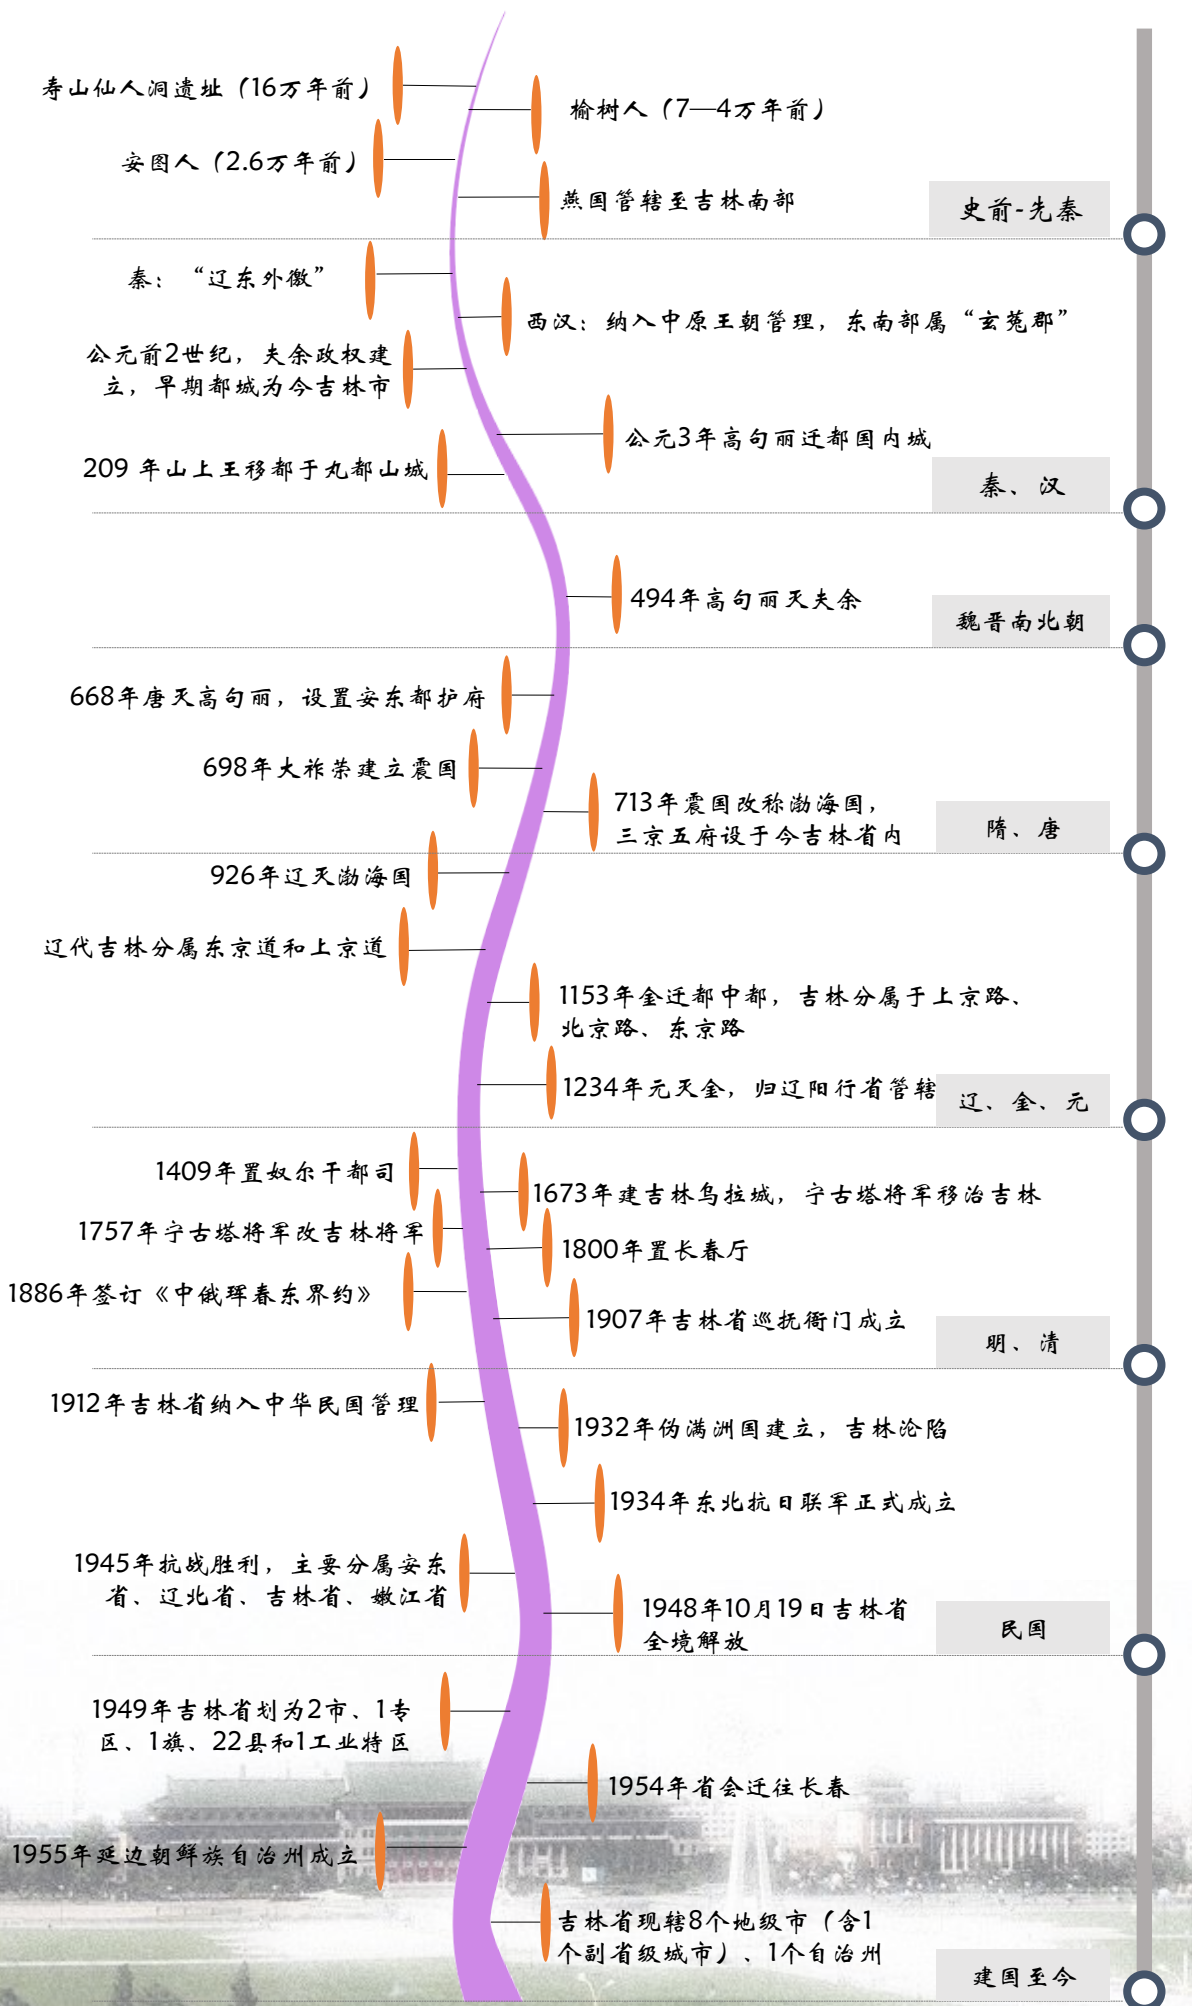 寿山仙人洞遗址（16万年前）
榆树人（7—4万年前）
安图人（2.6万年前）
燕国管辖至吉林南部
史前-先秦
秦：“辽东外徼”
西汉：纳入中原王朝管理，东南部属“玄菟郡”
公元前2世纪，夫余政权建
立，早期都城为今吉林市
公元3年高句丽迁都国内城
209 年山上王移都于丸都山城
秦、汉
494年高句丽灭夫余
魏晋南北朝
668年唐灭高句丽，设置安东都护府
698年大祚荣建立震国
713年震国改称渤海国，
三京五府设于今吉林省内
隋、唐
926年辽灭渤海国
辽代吉林分属东京道和上京道
1153年金迁都中都，吉林分属于上京路、
北京路、东京路
1234年元灭金，归辽阳行省管辖
辽、金、元
1409年置奴尔干都司
1673年建吉林乌拉城，宁古塔将军移治吉林
1757年宁古塔将军改吉林将军
1800年置长春厅
1886年签订《中俄珲春东界约》
1907年吉林省巡抚衙门成立
明、清
1912年吉林省纳入中华民国管理
1932年伪满洲国建立，吉林沦陷
1934年东北抗日联军正式成立
1945年抗战胜利，主要分属安东
省、辽北省、吉林省、嫩江省
1948年10月19日吉林省
全境解放
民国
1949年吉林省划为2市、1专
区、1旗、22县和1工业特区
1954年省会迁往长春
1955年延边朝鲜族自治州成立
吉林省现辖8个地级市（含1
个副省级城市）、1个自治州
建国至今